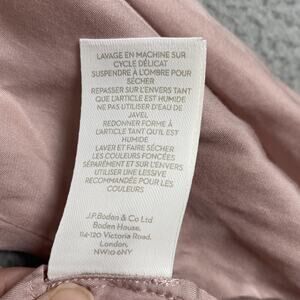 LAVAGE EN MACHINE SUR
CYCLE DÉLICAT
SUSPENDRE À L'OMBRE POUR
SÉCHER
REPASSER SUR L'ENVERS TANT
QUE L'ARTICLE EST HUMIDE
NE PAS UTILISER D'EAU DE
JAVEL
REDONNER FORME À
L'ARTICLE TANT QU'IL EST
HUMIDE
LAVER ET FAIRE SÉCHER
LES COULEURS FONCÉES
SÉPARÉMENT ET SUR L'ENVERS.
UTILISER UNE LESSIVE
RECOMMANDÉE POUR LES
COULEURS
J.P.Boden & Co Ltd
Boden House,
114-120 Victoria Road,
London,
NW10 6NY